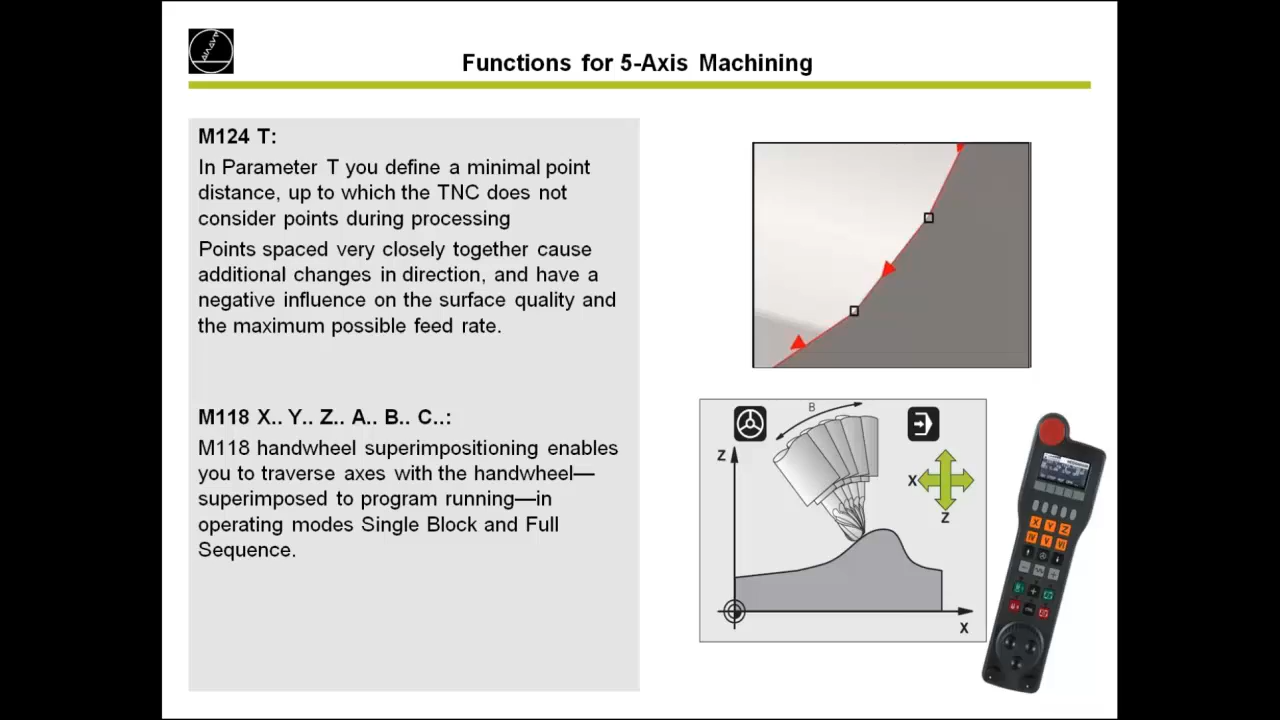 Functions for 5-Axis Machining
M124 T:
In Parameter T you define a minimal point
distance, up to which the TNC does not
consider points during processing
Points spaced very closely together cause
additional changes in direction, and have a
negative influence on the surface quality and
the maximum possible feed rate.
M118 X.. Y.. Z.. A.. B.. C..:
M118 handwheel superimpositioning enables
you to traverse axes with the handwheel—
superimposed to program running—in
operating modes Single Block and Full
Sequence.
B
Z
X
Z
X
X Y Z
IV V VI